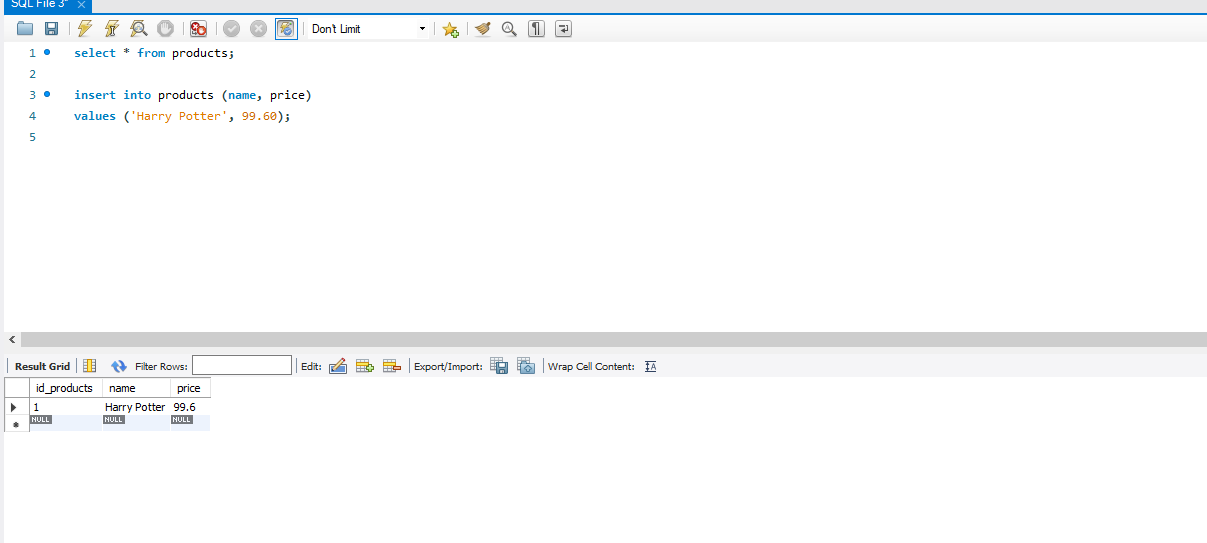 SQL File 3* ×
Don't Limit
1 select * from products;
2
3 insert into products (name, price)
4 values ('Harry Potter', 99.60);
5
Result Grid Filter Rows: Edit: Export/Import: Wrap Cell Content: IA
id_products name price
1 Harry Potter 99.6
NULL NULL NULL